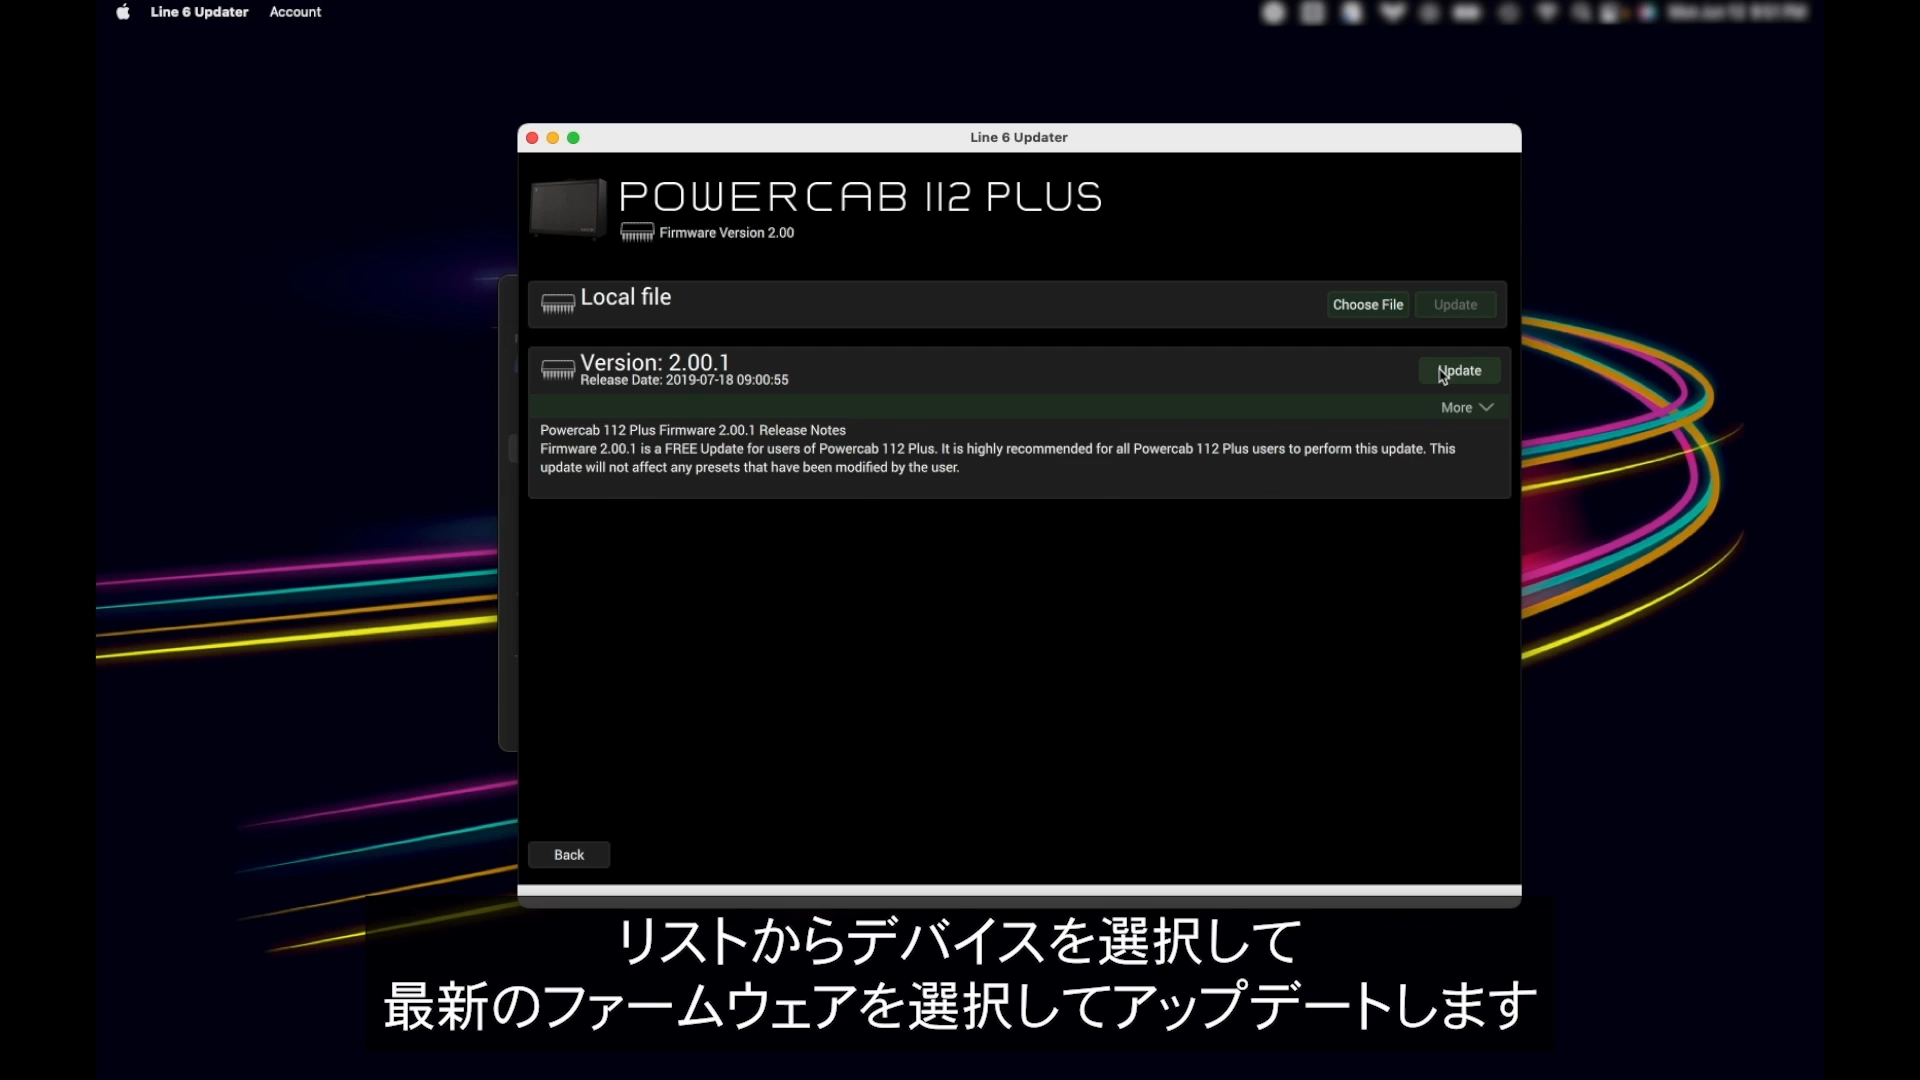 Line 6 Updater Account
Line 6 Updater
POWERCAB 112 PLUS
Firmware Version 2.00
Local file
Choose File
Update
Version: 2.00.1
Release Date: 2019-07-18 09:00:55
Update
More
Powercab 112 Plus Firmware 2.00.1 Release Notes
Firmware 2.00.1 is a FREE Update for users of Powercab 112 Plus. It is highly recommended for all Powercab 112 Plus users to perform this update. This
update will not affect any presets that have been modified by the user.
Back
リストからデバイスを選択して
最新のファームウェアを選択してアップデートします